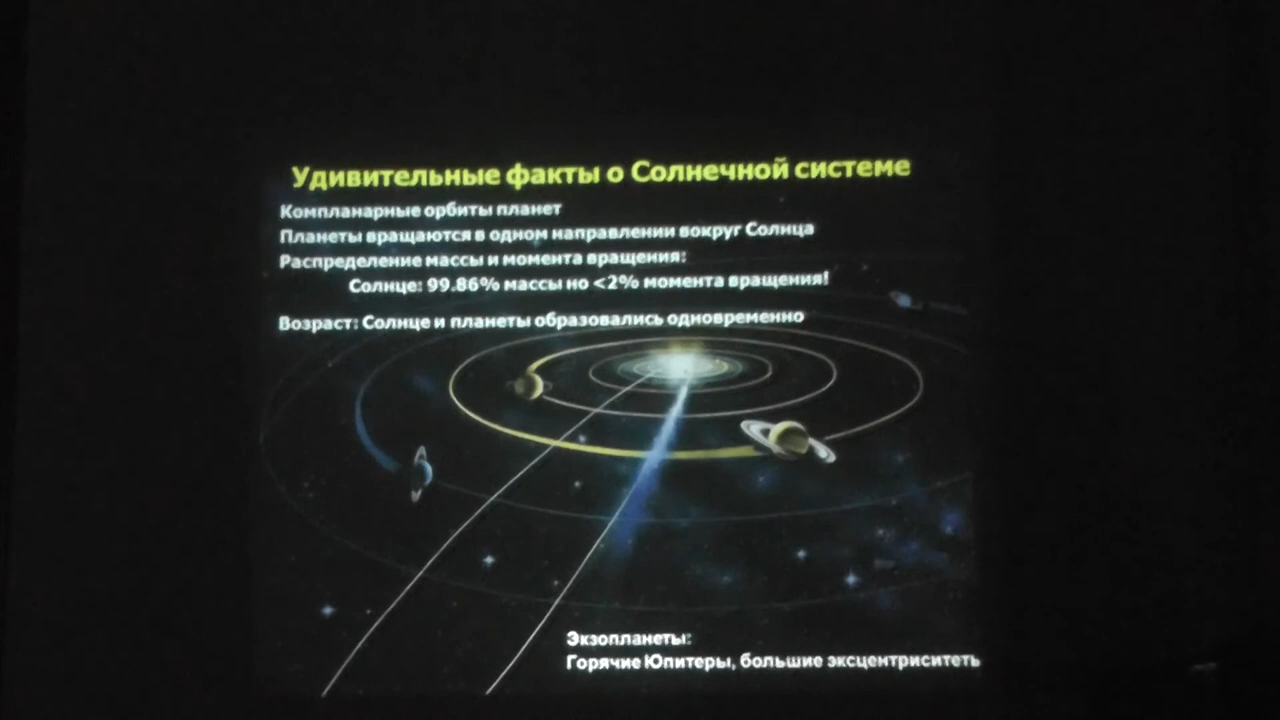 Удивительные факты о Солнечной системе
Компланарные орбиты планет
Планеты вращаются в одном направлении вокруг Солнца
Распределение массы и момента вращения:
Солнце: 99.86% массы но <2% момента вращения!
Возраст: Солнце и планеты образовались одновременно
Экзопланеты:
Горячие Юпитеры, большие эксцентриситеть